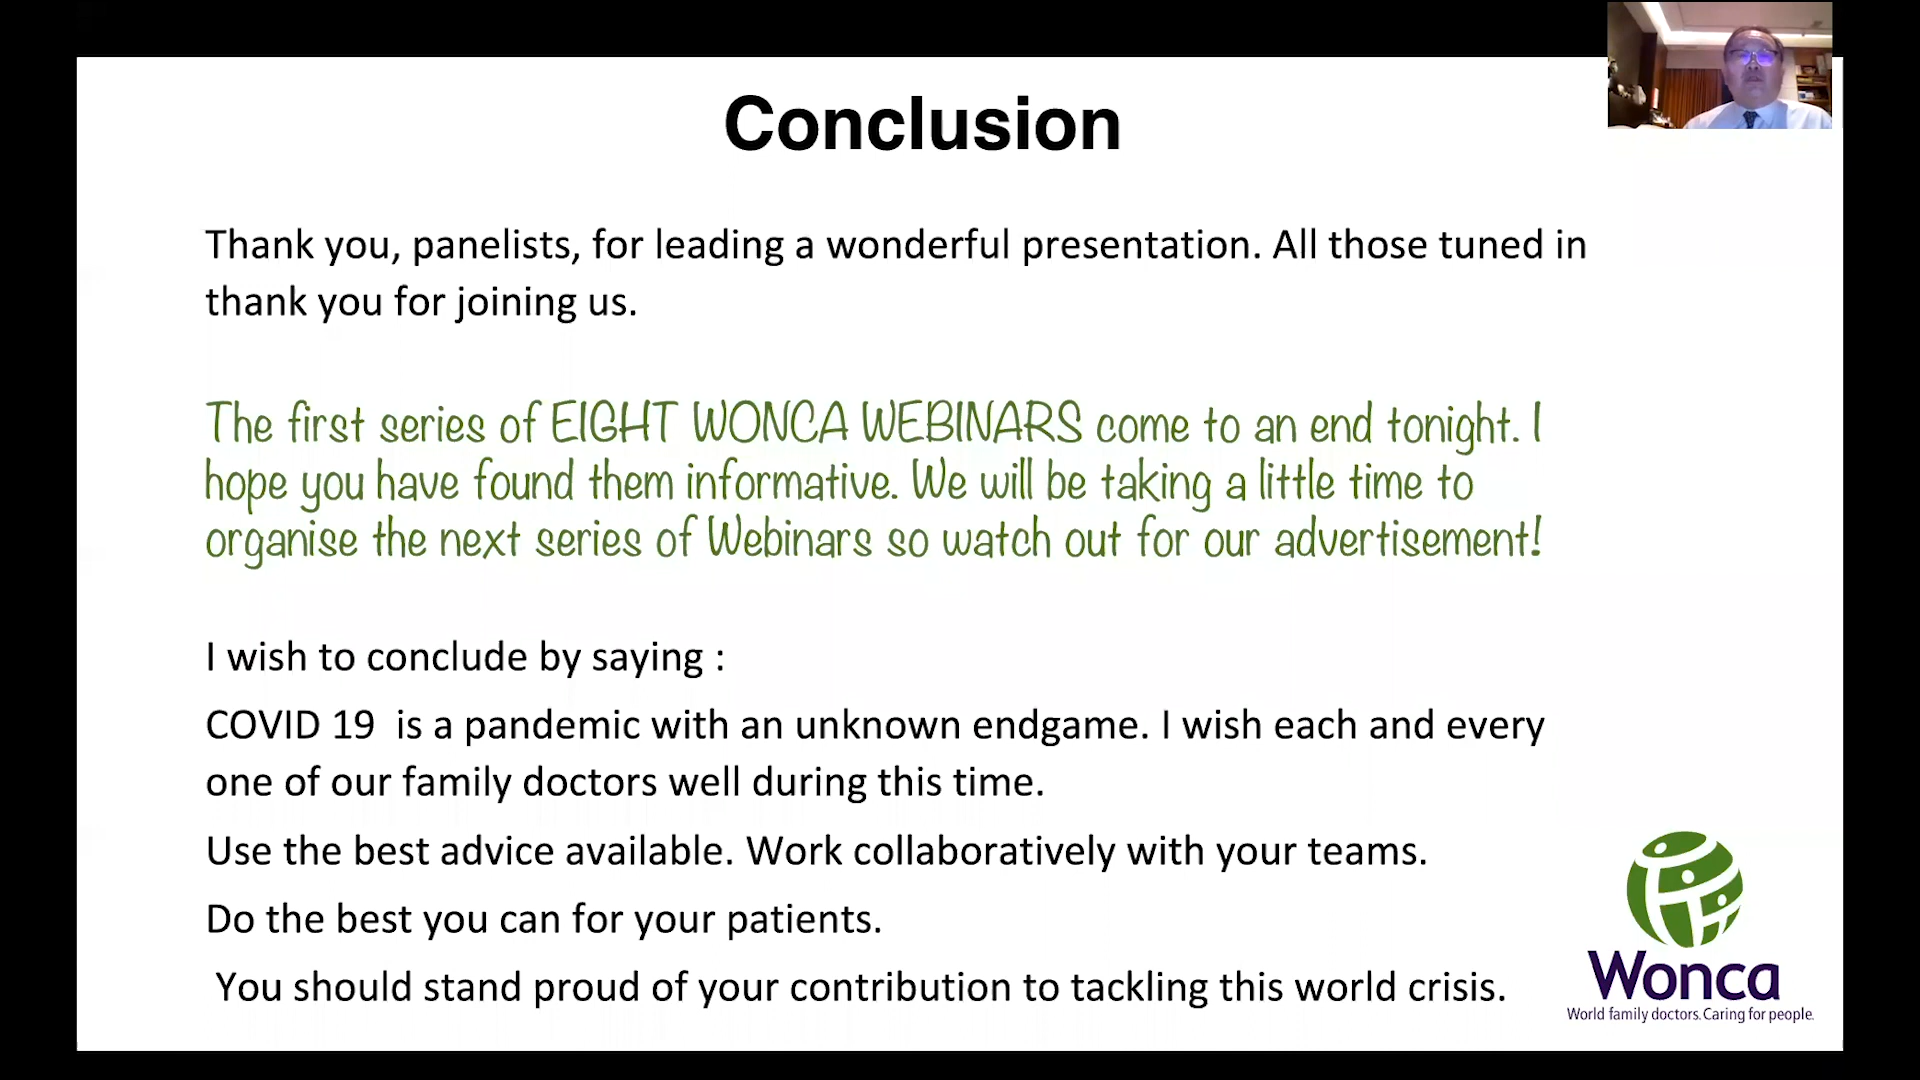 Conclusion
Thank you, panelists, for leading a wonderful presentation. All those tuned in
thank you for joining us.
The first series of EIGHT WONCA WEBINARS come to an end tonight. I
hope you have found them informative. We will be taking a little time to
organise the next series of Webinars so watch out for our advertisement!
I wish to conclude by saying :
COVID 19  is a pandemic with an unknown endgame. I wish each and every
one of our family doctors well during this time.
Use the best advice available. Work collaboratively with your teams.
Do the best you can for your patients.
You should stand proud of your contribution to tackling this world crisis.
Wonca
World family doctors. Caring for people.